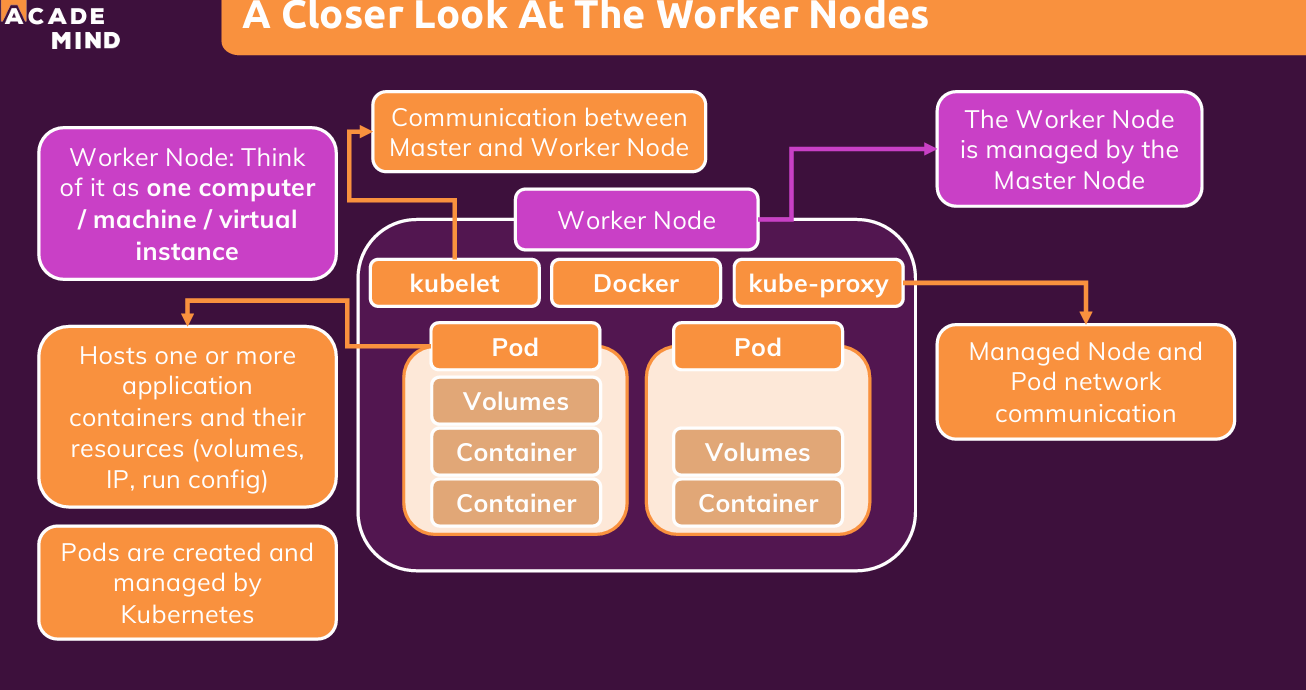 ACADE
MIND
A Closer Look At The Worker Nodes
Communication between
Master and Worker Node
The Worker Node
is managed by the
Master Node
Worker Node: Think
of it as one computer
/ machine / virtual
instance
Worker Node
kubelet
Docker
kube-proxy
Hosts one or more
application
containers and their
resources (volumes,
IP, run config)
Pod
Volumes
Container
Container
Pod
Volumes
Container
Managed Node and
Pod network
communication
Pods are created and
managed by
Kubernetes